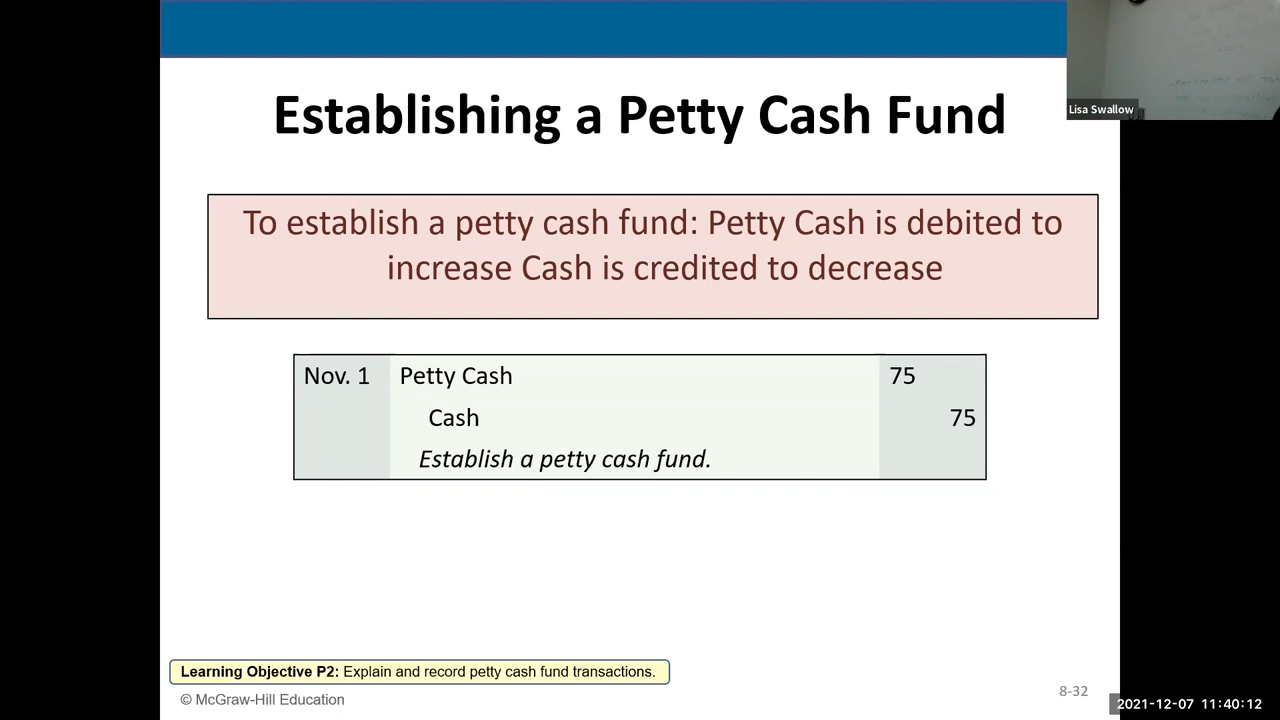 Lisa Swallow
Establishing a Petty Cash Fund
To establish a petty cash fund: Petty Cash is debited to
increase Cash is credited to decrease
Nov. 1 Petty Cash 75
Cash 75
Establish a petty cash fund.
Learning Objective P2: Explain and record petty cash fund transactions.
© McGraw-Hill Education
8-32
2021-12-07 11:40:12